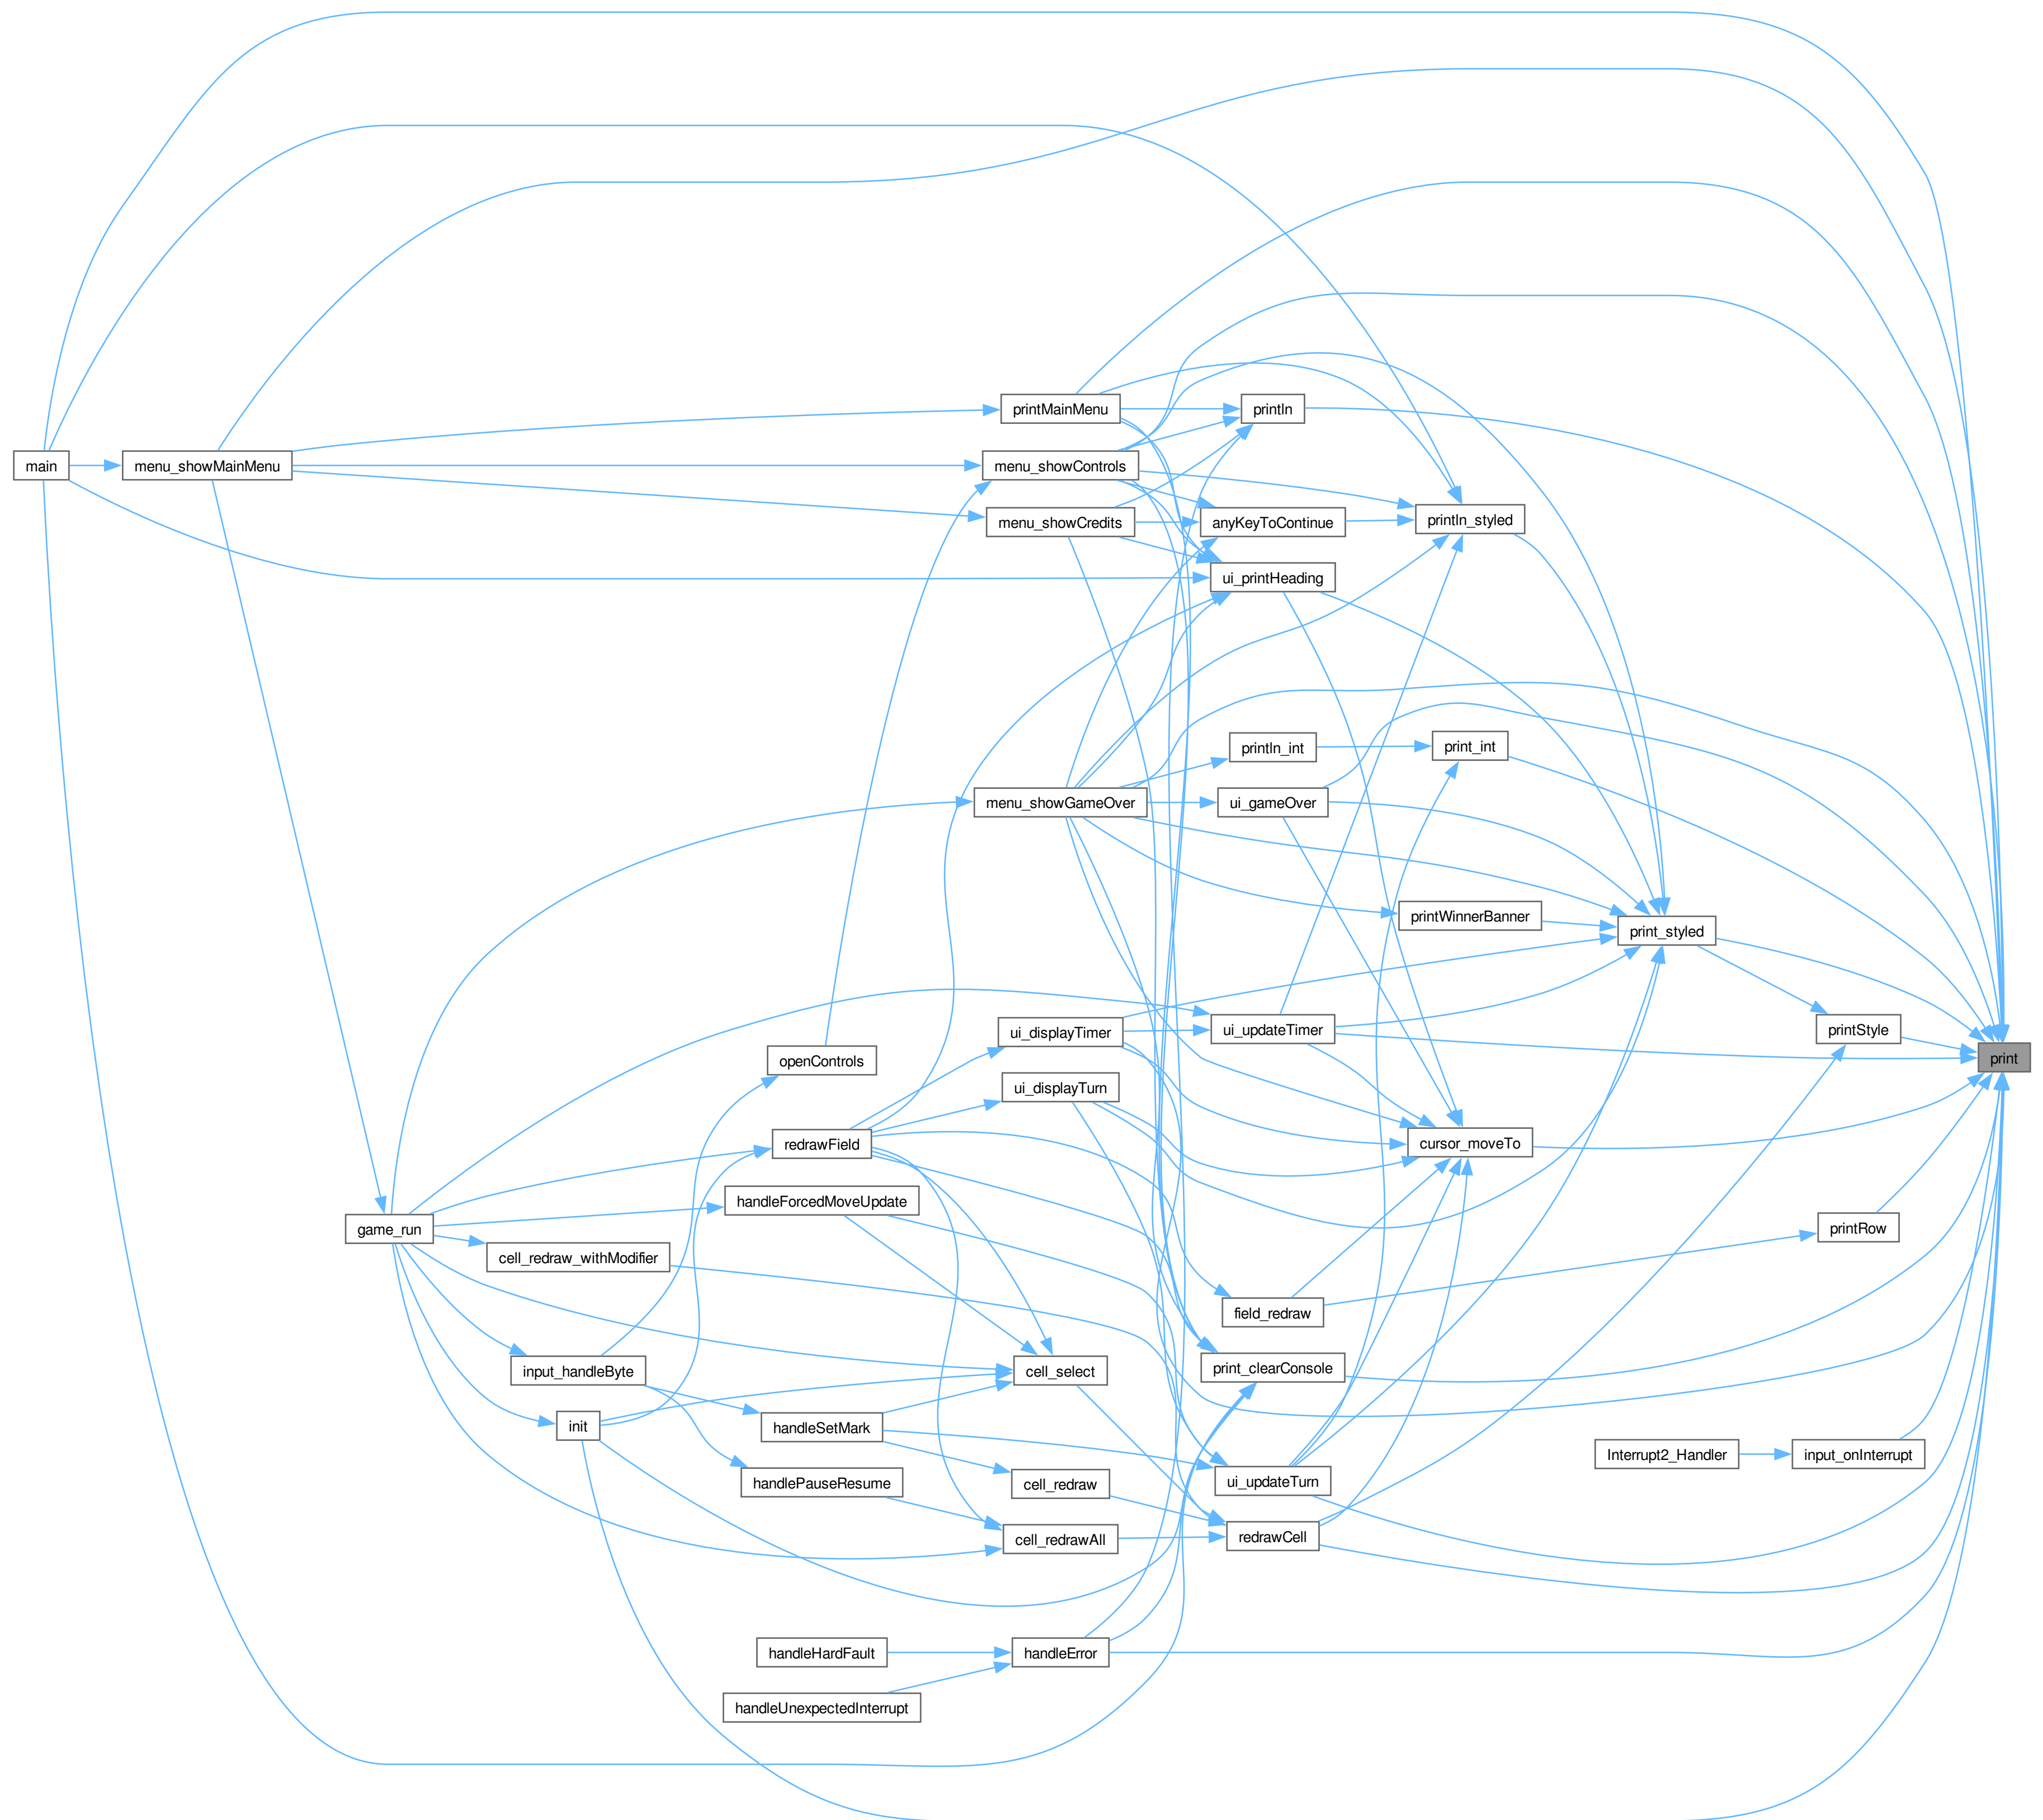 printMainMenu
println
main
menu_showMainMenu
menu_showControls
menu_showCredits
anyKeyToContinue
println_styled
ui_printHeading
println_int
print_int
menu_showGameOver
ui_gameOver
printWinnerBanner
print_styled
ui_displayTimer
ui_updateTimer
printStyle
openControls
print
ui_displayTurn
redrawField
cursor_moveTo
handleForcedMoveUpdate
game_run
printRow
cell_redraw_withModifier
field_redraw
input_handleByte
cell_select
print_clearConsole
init
handleSetMark
Interrupt2_Handler
input_onInterrupt
handlePauseResume
cell_redraw
ui_updateTurn
cell_redrawAll
redrawCell
handleHardFault
handleError
handleUnexpectedInterrupt